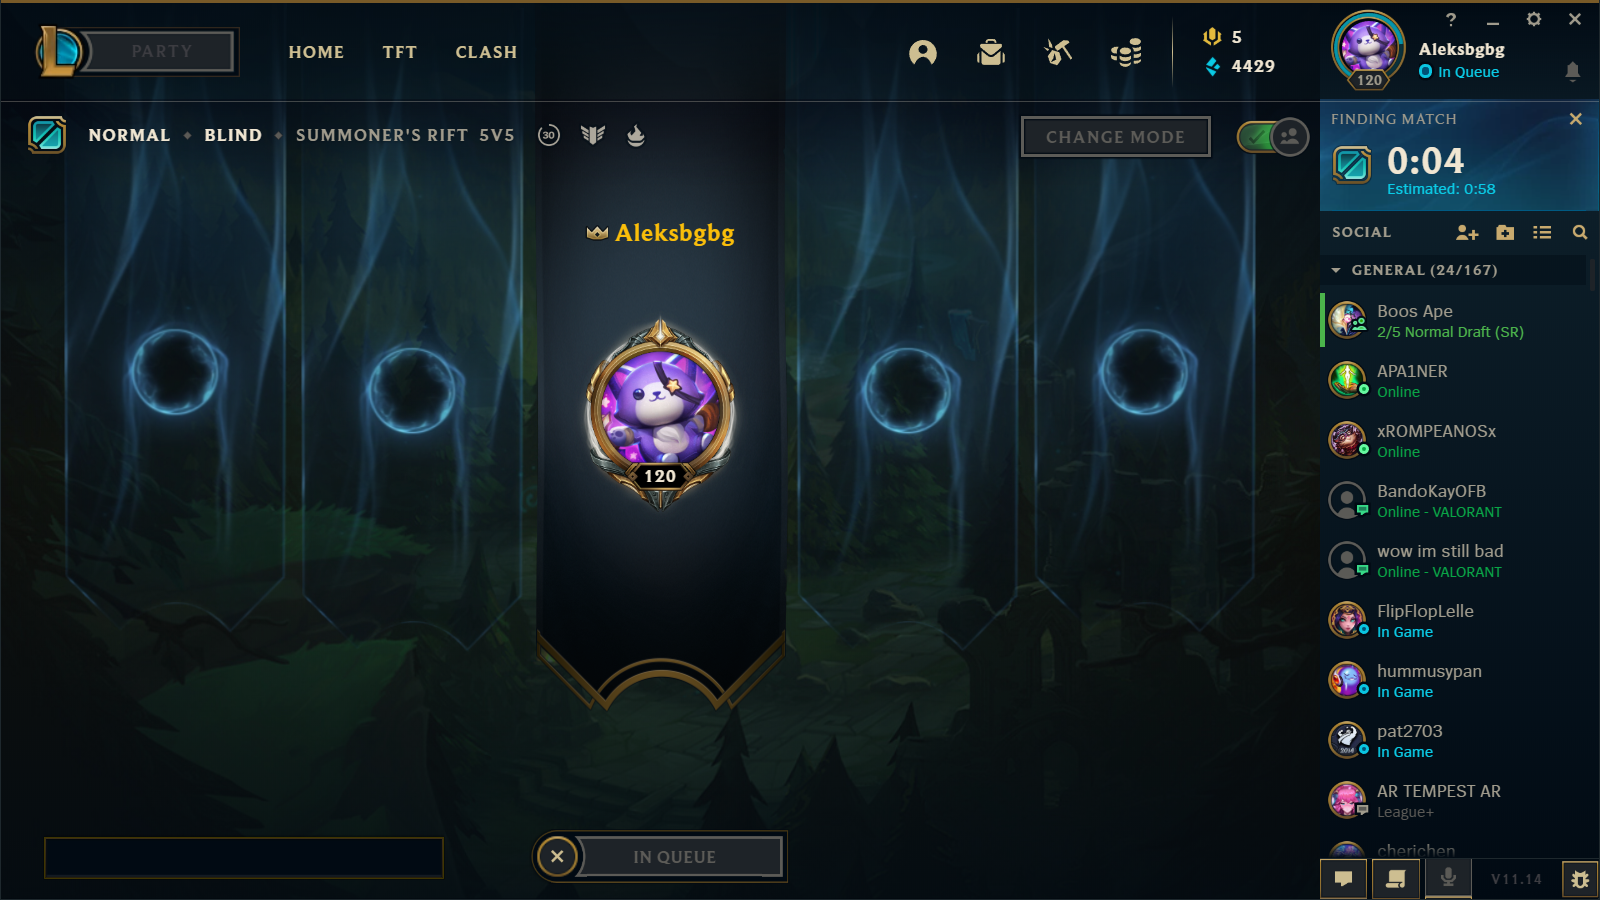 PARTY
HOME
TFT
CLASH
5
4429
?
Aleksbgbg
In Queue
120
NORMAL
BLIND
SUMMONER'S RIFT 5V5
30
CHANGE MODE
FINDING MATCH
0:04
Estimated: 0:58
Aleksbgbg
120
SOCIAL
GENERAL (24/167)
Boos Ape
2/5 Normal Draft (SR)
APA1NER
Online
xROMPEANOSx
Online
BandoKayOFB
Online - VALORANT
wow im still bad
Online - VALORANT
FlipFlopLelle
In Game
hummusypan
In Game
pat2703
In Game
AR TEMPEST AR
League+
cherichen
IN QUEUE
V11.14